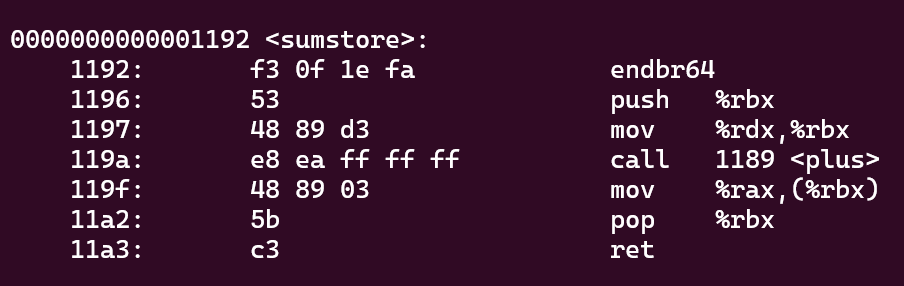 0000000000001192 <sumstore>:
1192: f3 0f 1e fa endbr64
1196: 53 push %rbx
1197: 48 89 d3 mov %rdx,%rbx
119a: e8 ea ff ff ff call 1189 <plus>
119f: 48 89 03 mov %rax,(%rbx)
11a2: 5b pop %rbx
11a3: c3 ret